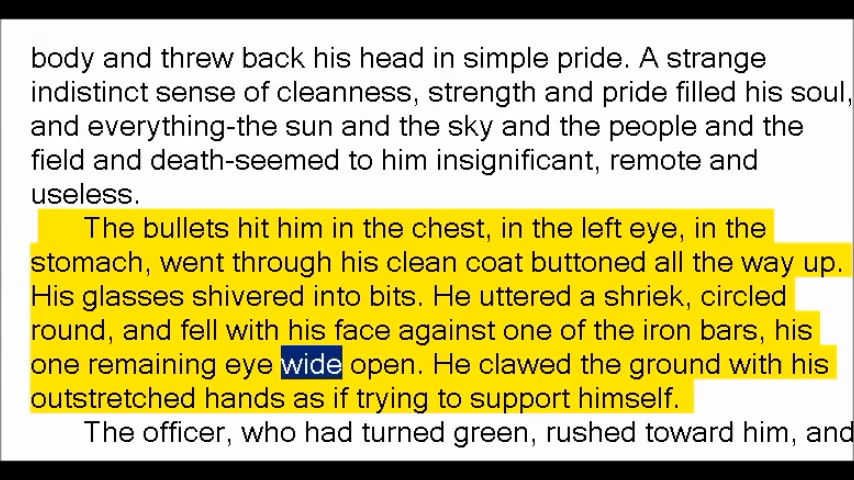 body and threw back his head in simple pride. A strange
indistinct sense of cleanness, strength and pride filled his soul,
and everything-the sun and the sky and the people and the
field and death-seemed to him insignificant, remote and
useless.
The bullets hit him in the chest, in the left eye, in the
stomach, went through his clean coat buttoned all the way up.
His glasses shivered into bits. He uttered a shriek, circled
round, and fell with his face against one of the iron bars, his
one remaining eye wide open. He clawed the ground with his
outstretched hands as if trying to support himself.
The officer, who had turned green, rushed toward him, and